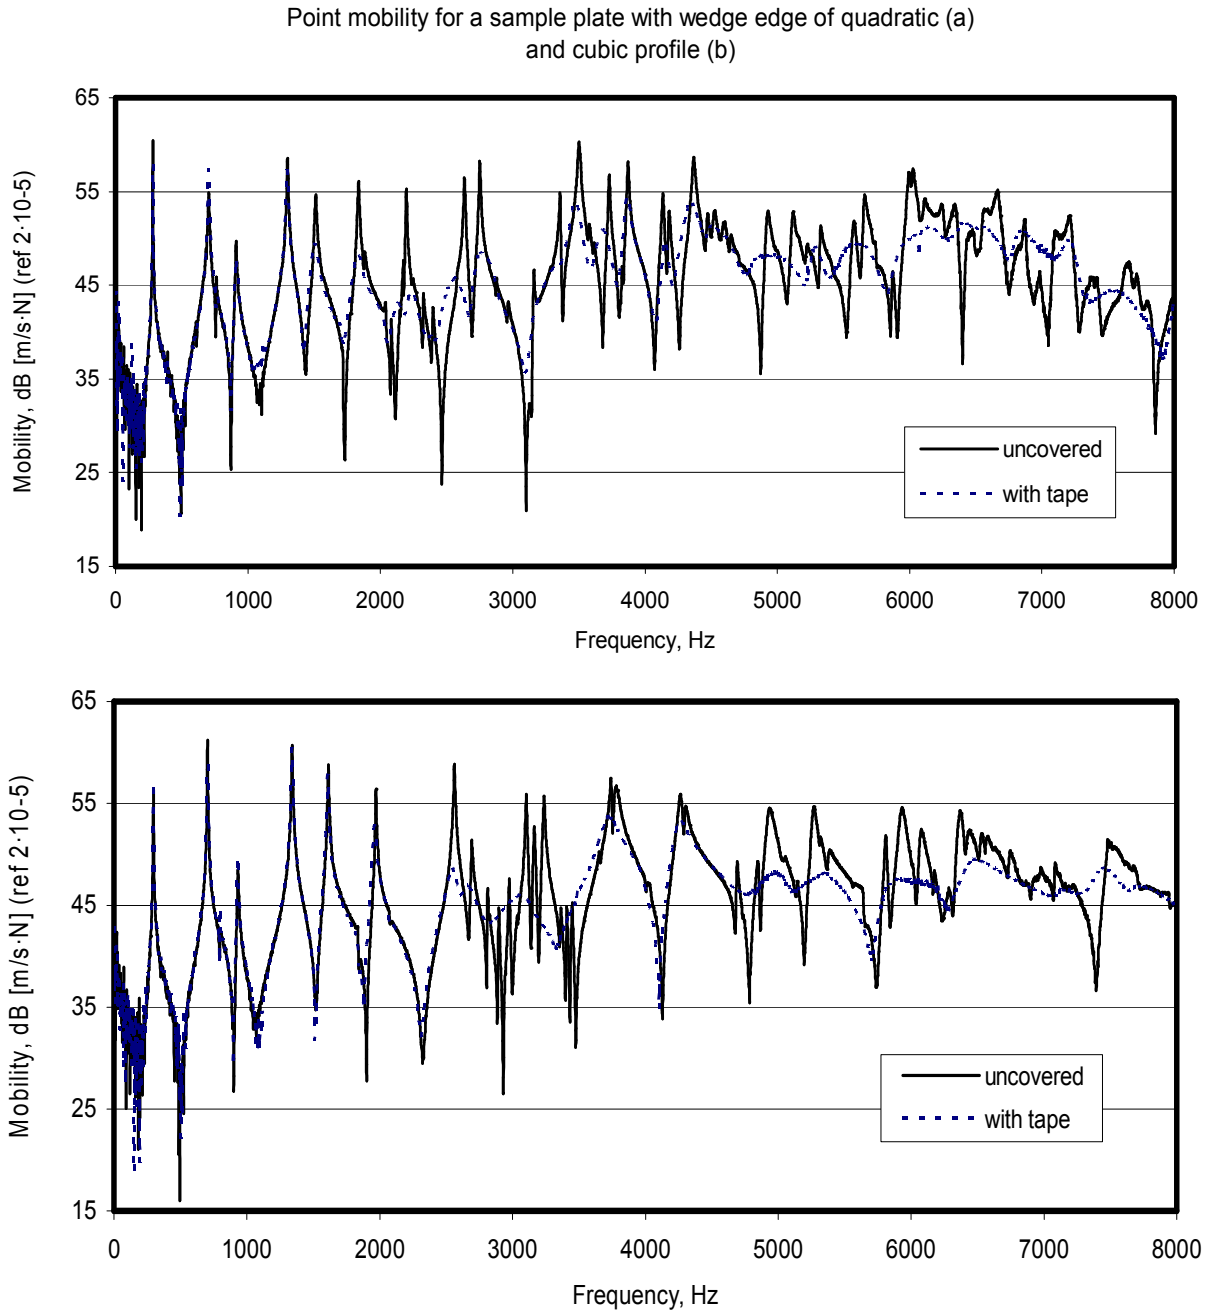 Point mobility for a sample plate with wedge edge of quadratic (a)
and cubic profile (b)
Mobility, dB [m/s·N] (ref 2·10-5)
65
55
45
35
25
15
uncovered
with tape
0 1000 2000 3000 4000 5000 6000 7000 8000
Frequency, Hz
Mobility, dB [m/s·N] (ref 2·10-5)
65
55
45
35
25
15
uncovered
with tape
0 1000 2000 3000 4000 5000 6000 7000 8000
Frequency, Hz